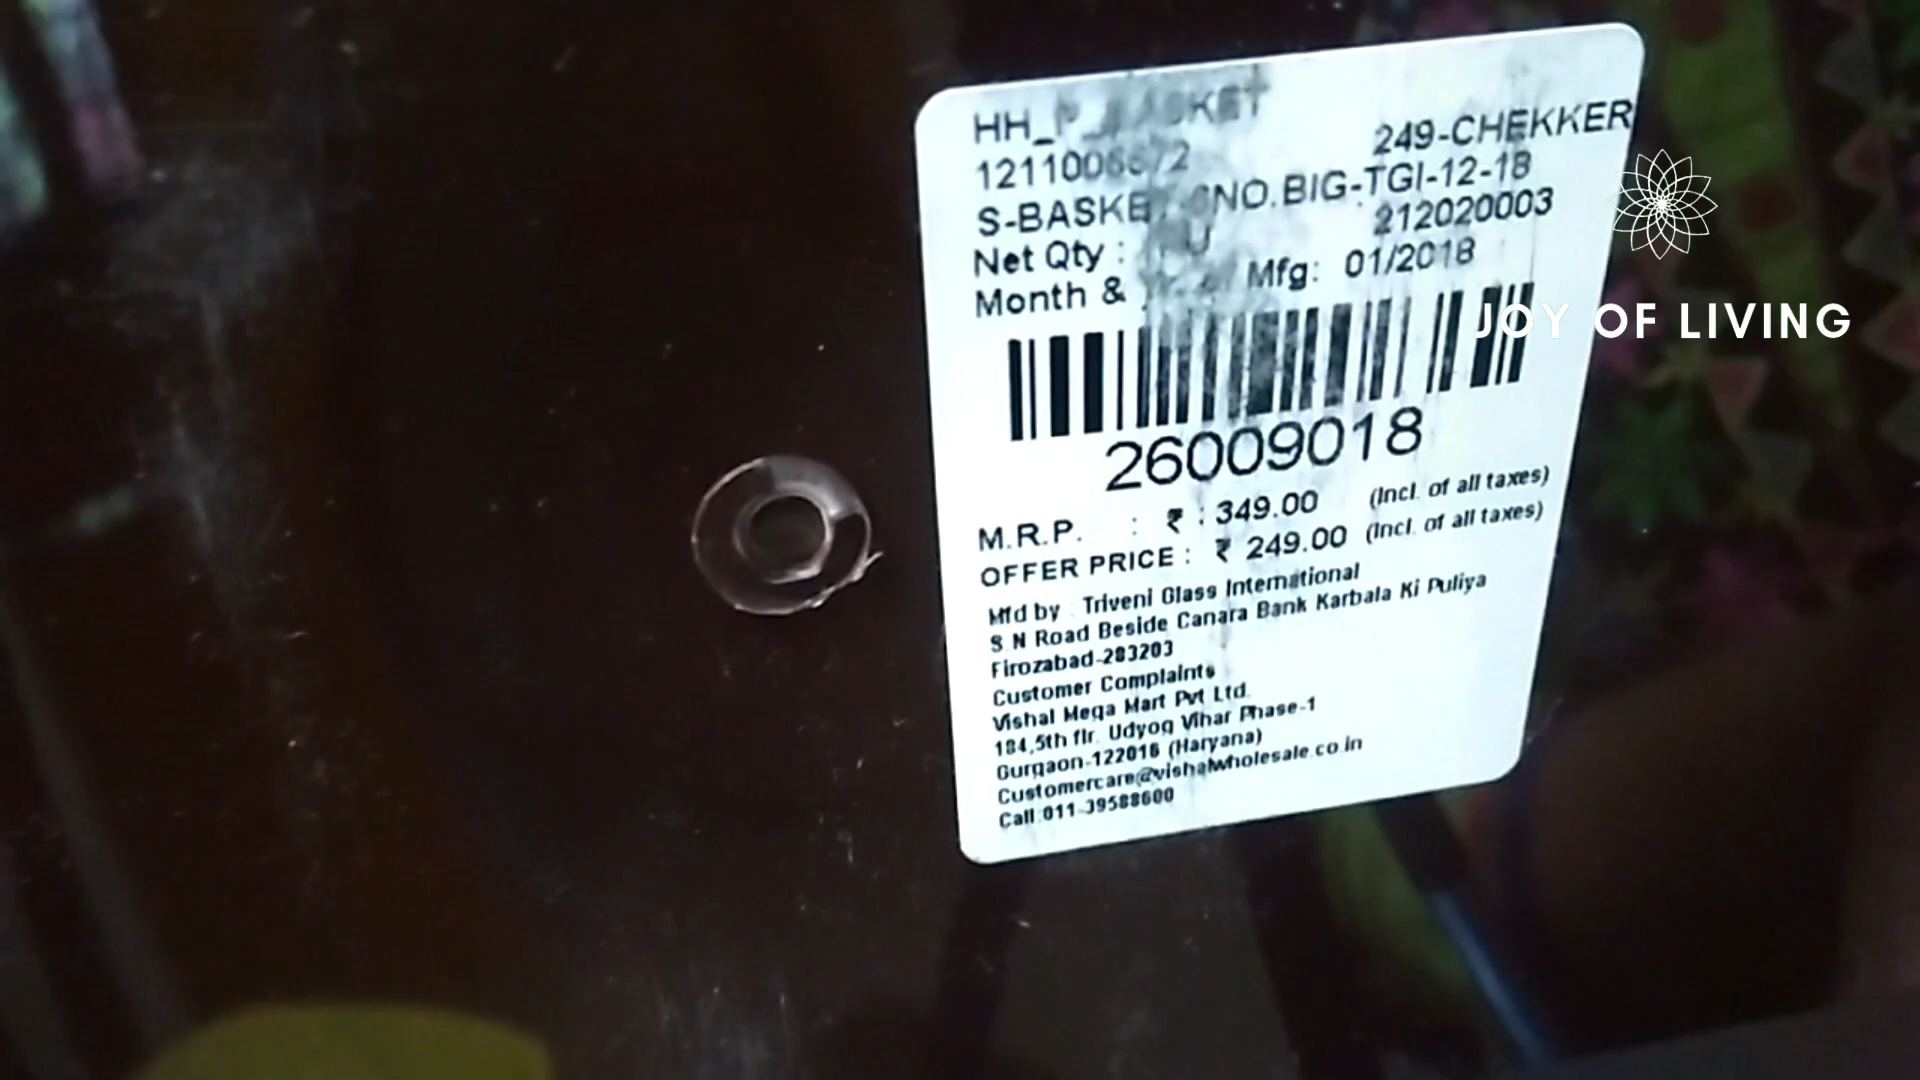 HH_P_BASKET
249-CHEKKER
S-BASKET NO.BIG-TGI-12-18
Net Qty : 212020003
Month & Mfg: 01/2018
26009018
M.R.P. : ₹ : 349.00 (Incl. of all taxes)
OFFER PRICE : ₹ 249.00 (Incl. of all taxes)
Mfd by : Triveni Glass International
S N Road Beside Canara Bank Karbala Ki Puliya
Firozabad-283203
Customer Complaints
Vishal Mega Mart Pvt Ltd.
184,5th flr. Udyog Vihar Phase-1
Gurgaon-122016 (Haryana)
Customercare@vishalwholesale.co.in
Call:011-39588600
JOY OF LIVING